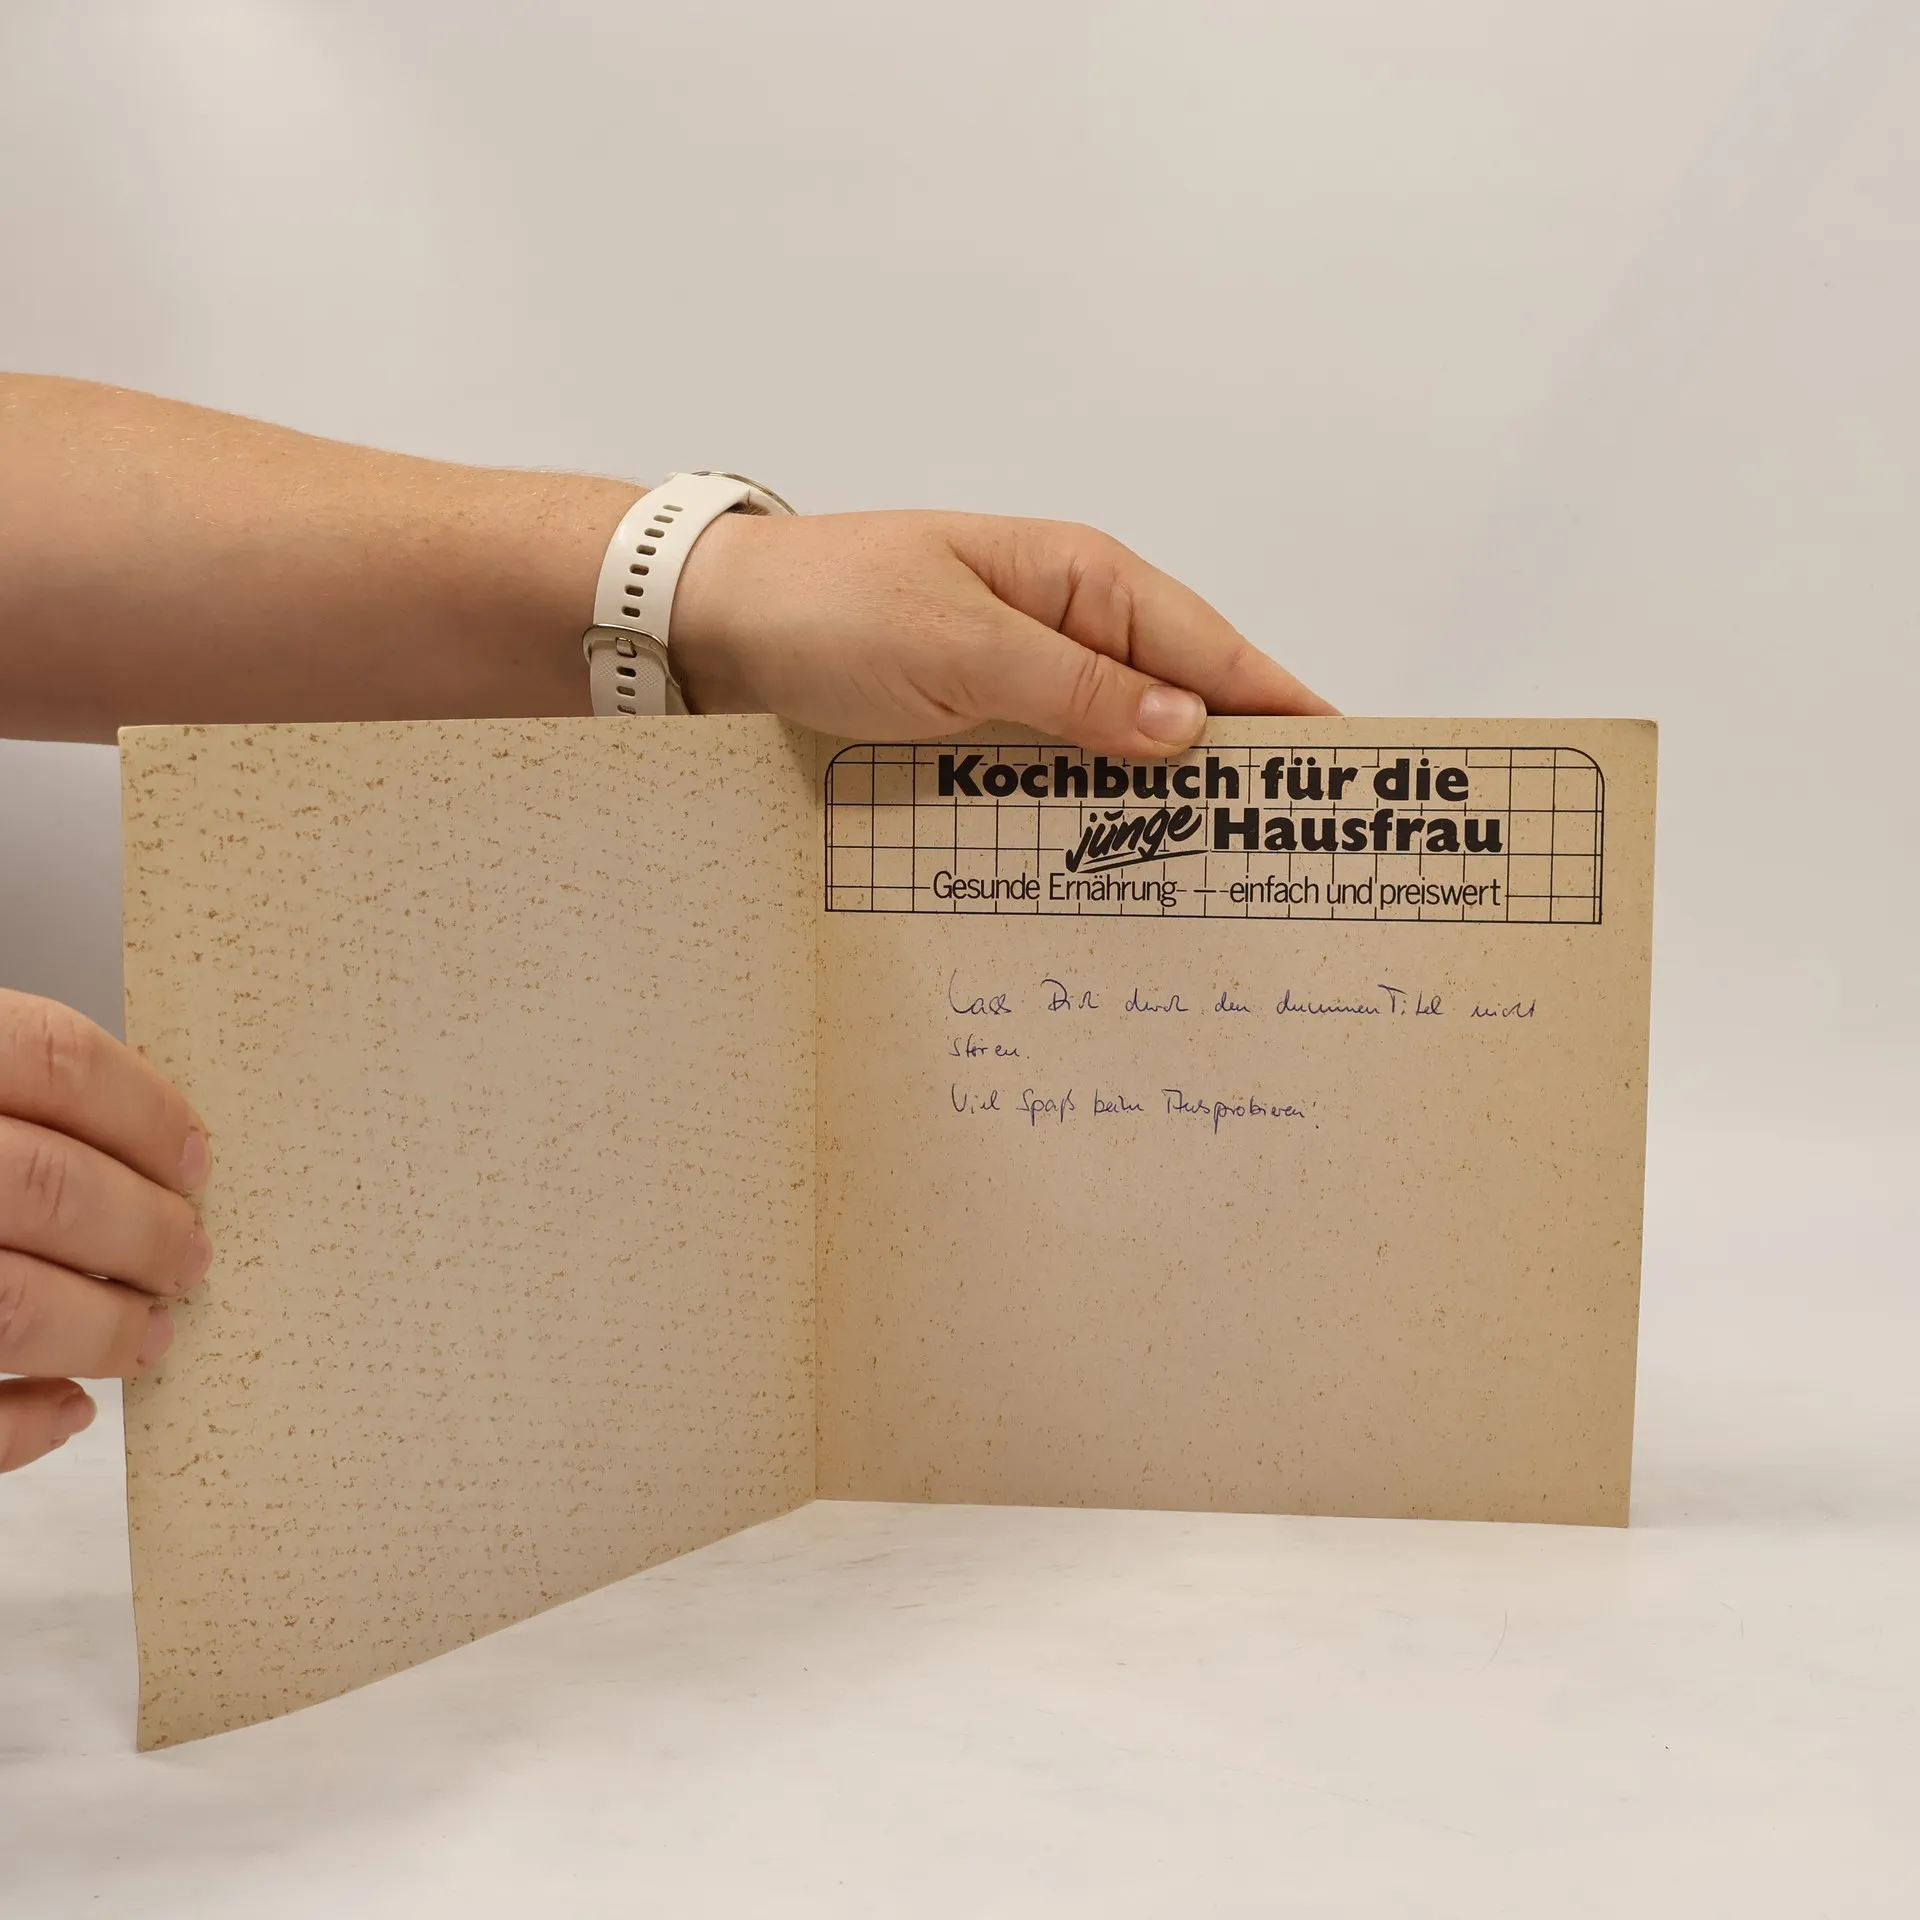 Kochbuch für die
junge Hausfrau
Gesunde Ernährung — einfach und preiswert
Lass Dich durch den dummen Titel nicht
stören.
Viel Spaß beim Ausprobieren!